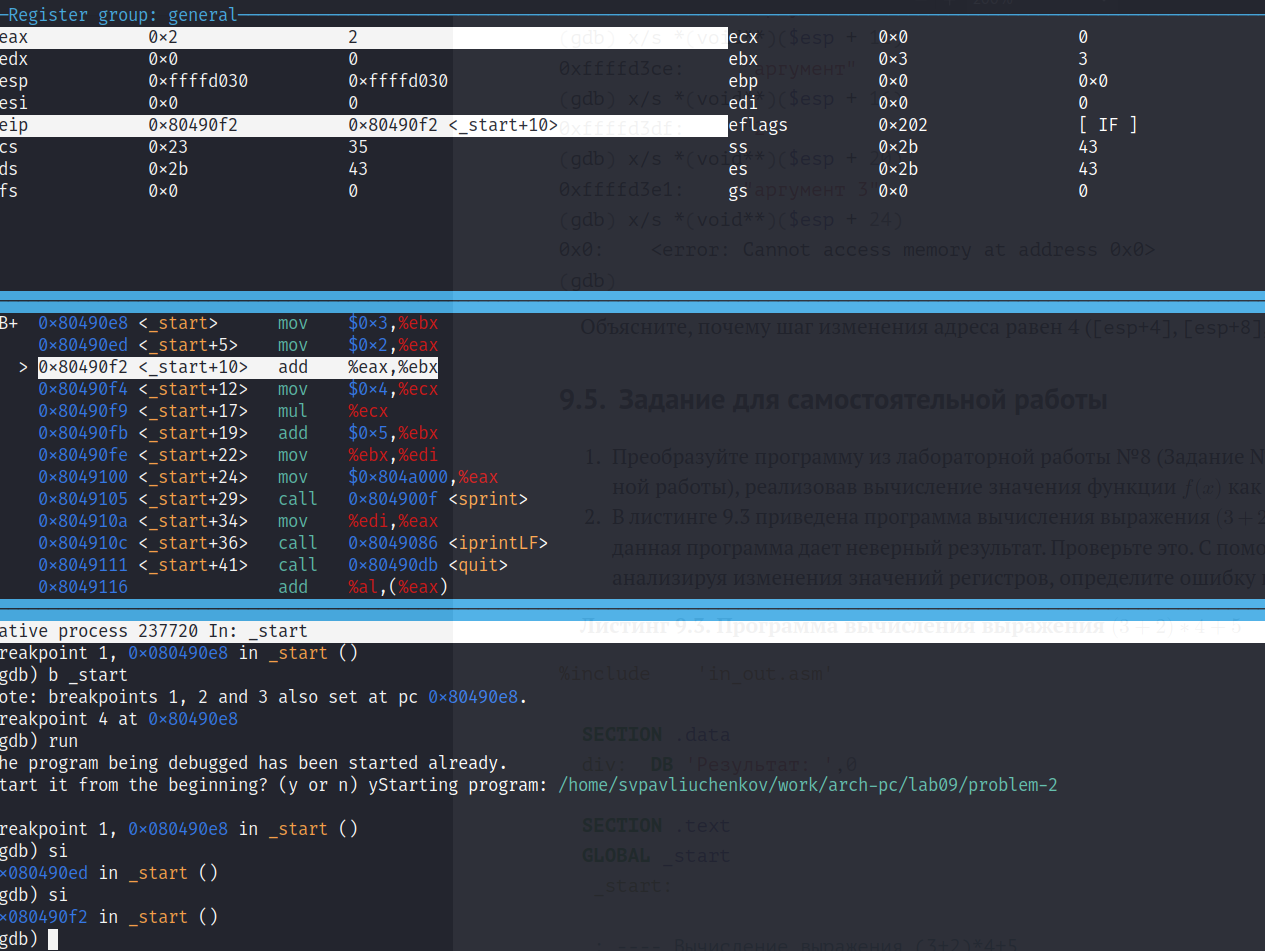 Register group: general
eax 0x2 2 ecx 0x0 0
edx 0x0 0 ebx 0x3 3
esp 0xffffd030 0xffffd030 ebp 0x0 0x0
esi 0x0 0 edi 0x0 0
eip 0x80490f2 0x80490f2 <_start+10> eflags 0x202 [ IF ]
cs 0x23 35 ss 0x2b 43
ds 0x2b 43 es 0x2b 43
fs 0x0 0 gs 0x0 0
(gdb) x/s *(void
0xffffd3ce: аргумент"
(gdb) x/s *(void**)($esp +
0xffffd3df:
(gdb) x/s *(void**)($esp +
0xffffd3e1: аргумент 3
(gdb) x/s *(void**)($esp + 24)
0x0: <error: Cannot access memory at address 0x0>
(gdb)
Объясните, почему шаг изменения адреса равен 4 ([esp+4], [esp+8]
9.5. Задание для самостоятельной работы
1. Преобразуйте программу из лабораторной работы №8 (Задание
ной работы), реализовав вычисление значения функции f(x) как
2. В листинге 9.3 приведена программа вычисления выражения (3+2
данная программа дает неверный результат. Проверьте это. С помо
анализируя изменения значений регистров, определите ошибку
Листинг 9.3. Программа вычисления выражения (3 + 2) * 4 + 5
%include 'in_out.asm'
SECTION .data
div: DB 'Результат: ',0
SECTION .text
GLOBAL _start
_start:
; ---- Вычисление выражения (3+2)*4+5
B+ 0x80490e8 <_start> mov $0x3,%ebx
0x80490ed <_start+5> mov $0x2,%eax
> 0x80490f2 <_start+10> add %eax,%ebx
0x80490f4 <_start+12> mov $0x4,%ecx
0x80490f9 <_start+17> mul %ecx
0x80490fb <_start+19> add $0x5,%ebx
0x80490fe <_start+22> mov %ebx,%edi
0x8049100 <_start+24> mov $0x804a000,%eax
0x8049105 <_start+29> call 0x804900f <sprint>
0x804910a <_start+34> mov %edi,%eax
0x804910c <_start+36> call 0x8049086 <iprintLF>
0x8049111 <_start+41> call 0x80490db <quit>
0x8049116 add %al,(%eax)
ative process 237720 In: _start
reakpoint 1, 0x080490e8 in _start ()
gdb) b _start
ote: breakpoints 1, 2 and 3 also set at pc 0x80490e8.
reakpoint 4 at 0x80490e8
gdb) run
he program being debugged has been started already.
tart it from the beginning? (y or n) yStarting program: /home/svpavliuchenkov/work/arch-pc/lab09/problem-2
reakpoint 1, 0x080490e8 in _start ()
gdb) si
x080490ed in _start ()
gdb) si
x080490f2 in _start ()
gdb)